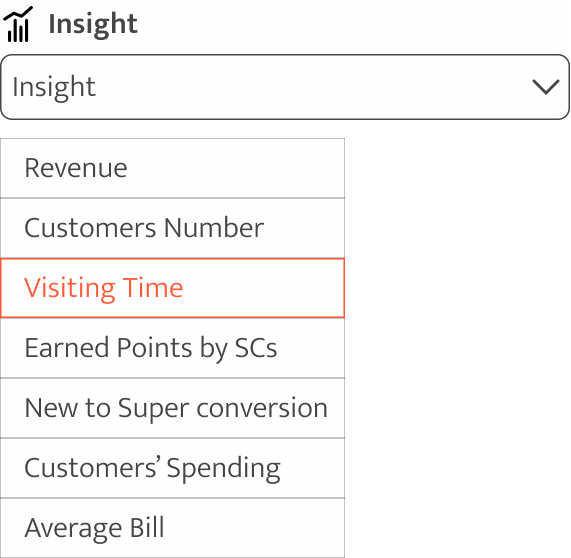 Insight
Insight
Revenue
Customers Number
Visiting Time
Earned Points by SCs
New to Super conversion
Customers’ Spending
Average Bill